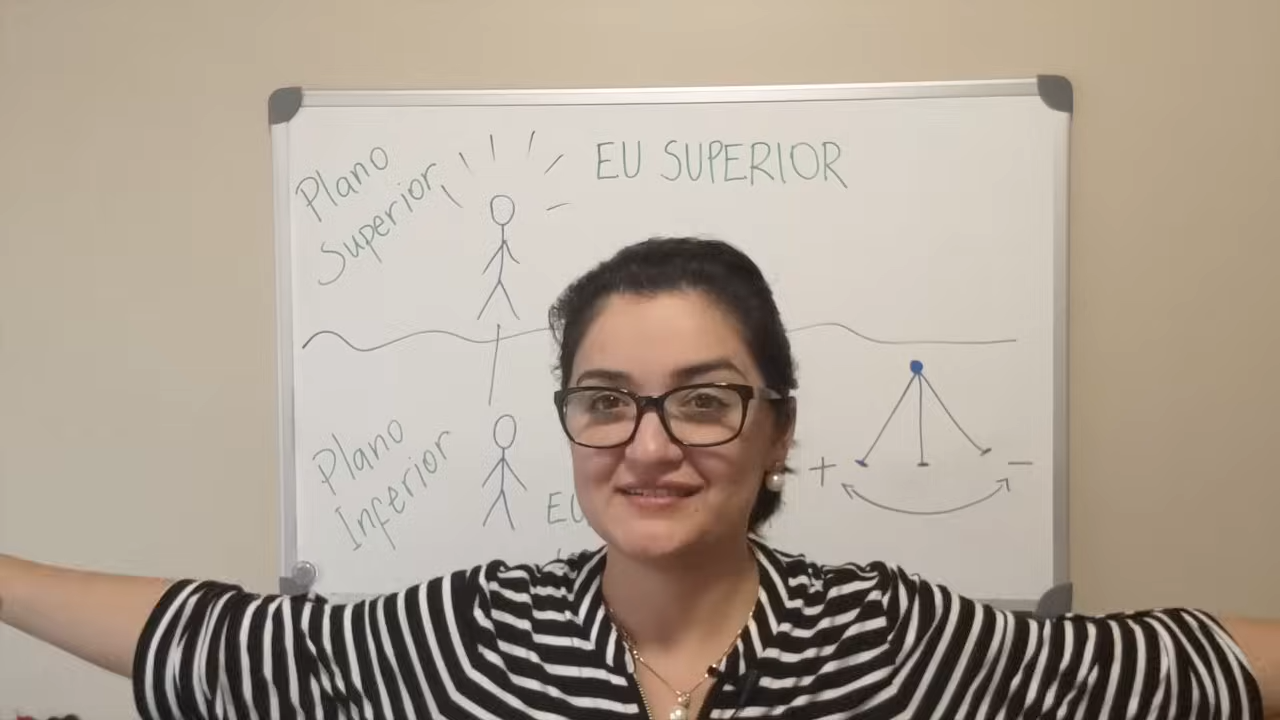 Plano
Superior
EU SUPERIOR
Plano
Inferior
+
−